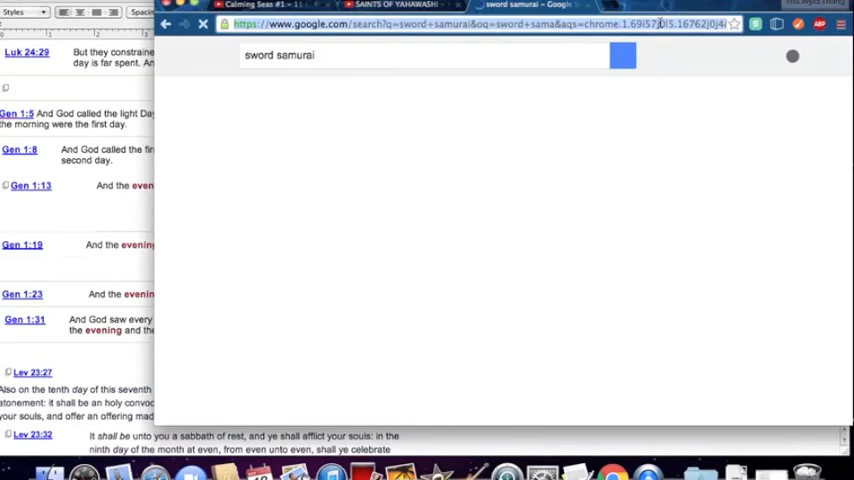 Calming Seas #1 ~ 11
SAINTS OF YAHAWASHI
sword samurai - Google
https://www.google.com/search?q=sword+samurai&oq=sword+sama&aqs=chrome.1.69i57j0l5.16762j0j4
sword samurai
Styles
Luk 24:29
But they constraine
day is far spent. An
Gen 1:5 And God called the light Da
the morning were the first day.
Gen 1:8
And God called the fir
second day.
Gen 1:13
And the even
Gen 1:19
And the evening
Gen 1:23
And the evenin
Gen 1:31
And God saw every
the evening and the
Lev 23:27
Also on the tenth day of this seventh
atonement: it shall be an holy convoc
your souls, and offer an offering mad
Lev 23:32
It shall be unto you a sabbath of rest, and ye shall afflict your souls: in the
ninth day of the month at even, from even unto even, shall ye celebrate